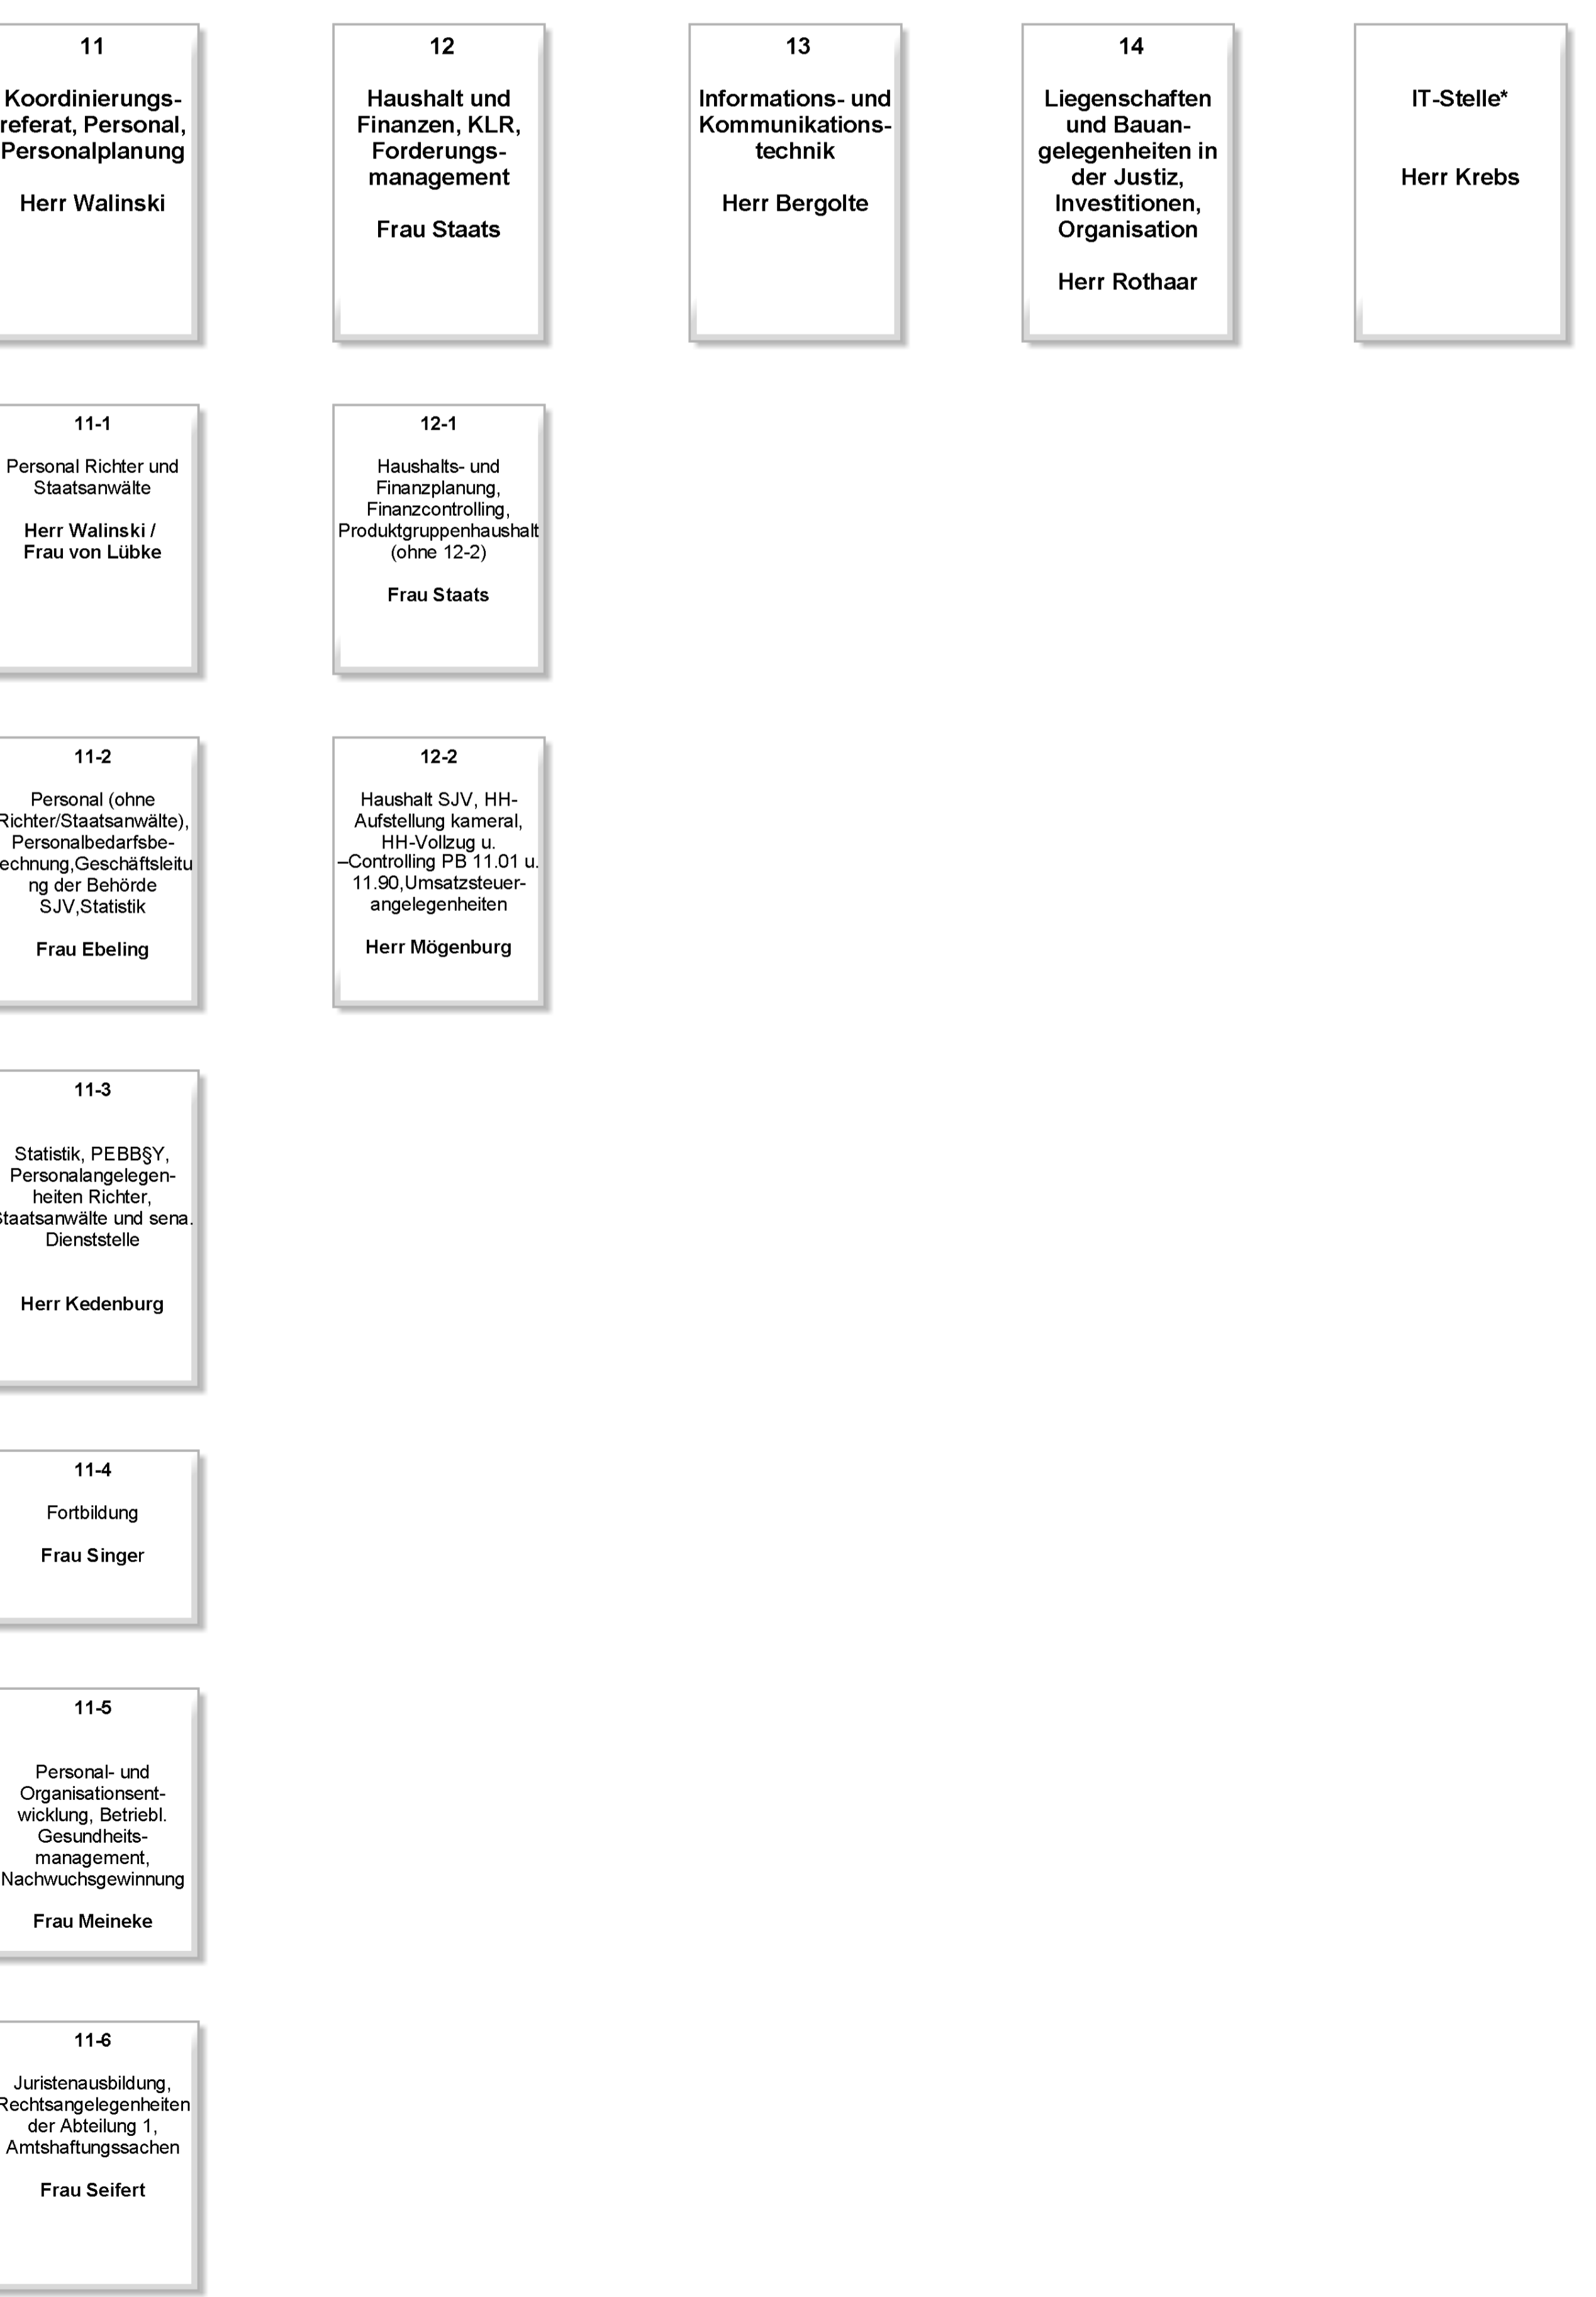 11
Koordinierungs-
referat, Personal,
Personalplanung
Herr Walinski
12
Haushalt und
Finanzen, KLR,
Forderungs-
management
Frau Staats
13
Informations- und
Kommunikations-
technik
Herr Bergolte
14
Liegenschaften
und Bauan-
gelegenheiten in
der Justiz,
Investitionen,
Organisation
Herr Rothaar
IT-Stelle*
Herr Krebs
11-1
Personal Richter und
Staatsanwälte
Herr Walinski /
Frau von Lübke
12-1
Haushalts- und
Finanzplanung,
Finanzcontrolling,
Produktgruppenhaushalt
(ohne 12-2)
Frau Staats
11-2
Personal (ohne
Richter/Staatsanwälte),
Personalbedarfsbe-
echnung,Geschäftsleitu
ng der Behörde
SJV,Statistik
Frau Ebeling
12-2
Haushalt SJV, HH-
Aufstellung kameral,
HH-Vollzug u.
–Controlling PB 11.01 u.
11.90,Umsatzsteuer-
angelegenheiten
Herr Mögenburg
11-3
Statistik, PEBB§Y,
Personalangelegen-
heiten Richter,
Staatsanwälte und sena.
Dienststelle
Herr Kedenburg
11-4
Fortbildung
Frau Singer
11-5
Personal- und
Organisationsent-
wicklung, Betriebl.
Gesundheits-
management,
Nachwuchsgewinnung
Frau Meineke
11-6
Juristenausbildung,
Rechtsangelegenheiten
der Abteilung 1,
Amtshaftungssachen
Frau Seifert